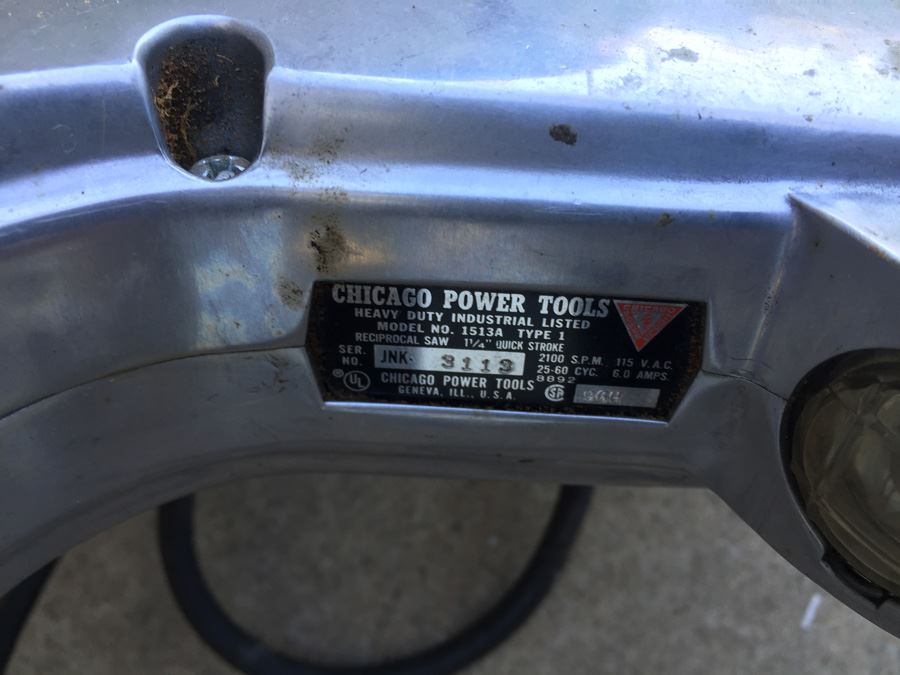 CHICAGO POWER TOOLS
HEAVY DUTY INDUSTRIAL LISTED
MODEL NO. 1513A TYPE 1
RECIPROCAL SAW 1¼" QUICK STROKE
SER. NO. JNK- 3113
2100 S.P.M. 115 V.A.C.
25-60 CYC. 6.0 AMPS.
8892
® UL CHICAGO POWER TOOLS
GENEVA, ILL., U.S.A.